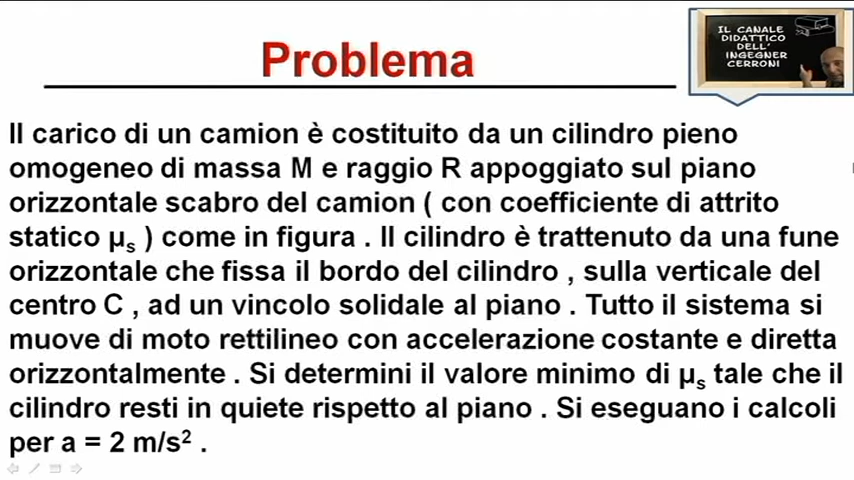 Problema
IL CANALE
DIDATTICO
DELL'
INGEGNER
CERRONI
Il carico di un camion è costituito da un cilindro pieno
omogeneo di massa M e raggio R appoggiato sul piano
orizzontale scabro del camion ( con coefficiente di attrito
statico μs ) come in figura . Il cilindro è trattenuto da una fune
orizzontale che fissa il bordo del cilindro , sulla verticale del
centro C , ad un vincolo solidale al piano . Tutto il sistema si
muove di moto rettilineo con accelerazione costante e diretta
orizzontalmente . Si determini il valore minimo di μs tale che il
cilindro resti in quiete rispetto al piano . Si eseguano i calcoli
per a = 2 m/s² .